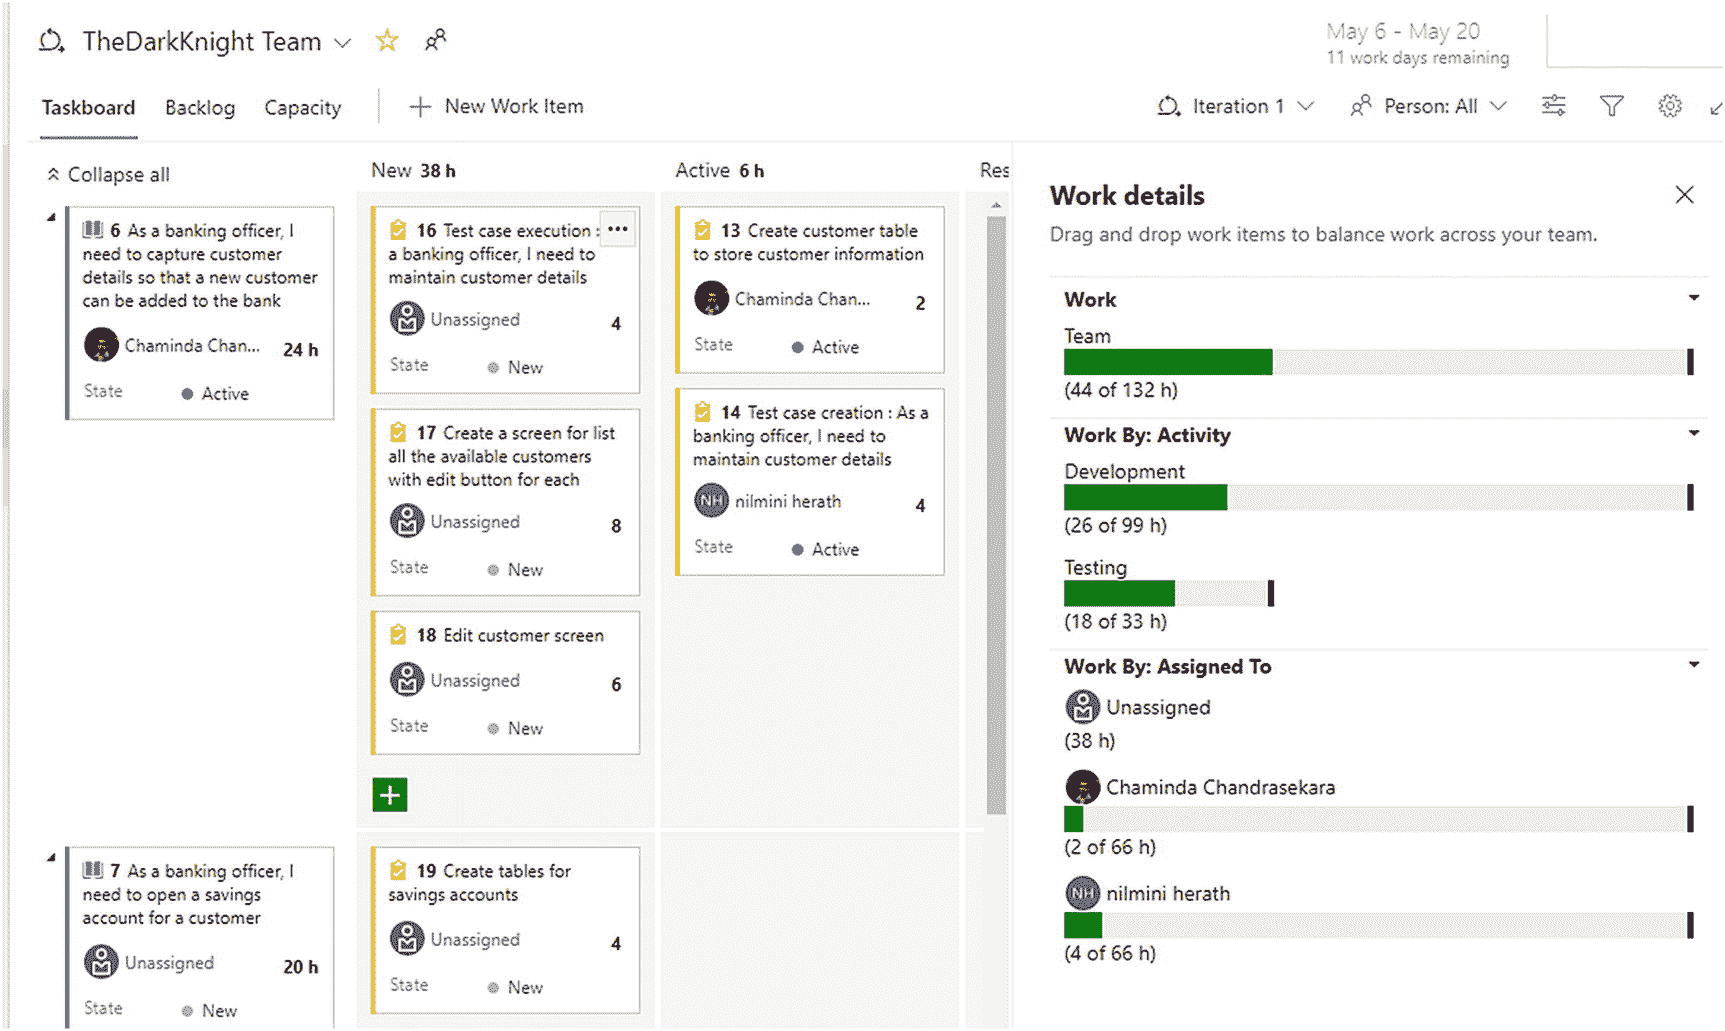 TheDarkKnight Team
May 6 - May 20
11 work days remaining
Taskboard
Backlog
Capacity
New Work Item
Iteration 1
Person: All
Collapse all
New 38 h
Active 6 h
Res
6 As a banking officer, I
need to capture customer
details so that a new customer
can be added to the bank
Chaminda Chan...
24 h
State
Active
16 Test case execution :
a banking officer, I need to
maintain customer details
Unassigned
4
State
New
17 Create a screen for list
all the available customers
with edit button for each
Unassigned
8
State
New
18 Edit customer screen
Unassigned
6
State
New
13 Create customer table
to store customer information
Chaminda Chan...
2
State
Active
14 Test case creation : As a
banking officer, I need to
maintain customer details
NH
nilmini herath
4
State
Active
7 As a banking officer, I
need to open a savings
account for a customer
Unassigned
20 h
State
New
19 Create tables for
savings accounts
Unassigned
4
State
New
Work details
Drag and drop work items to balance work across your team.
Work
Team
(44 of 132 h)
Work By: Activity
Development
(26 of 99 h)
Testing
(18 of 33 h)
Work By: Assigned To
Unassigned
(38 h)
Chaminda Chandrasekara
(2 of 66 h)
NH
nilmini herath
(4 of 66 h)